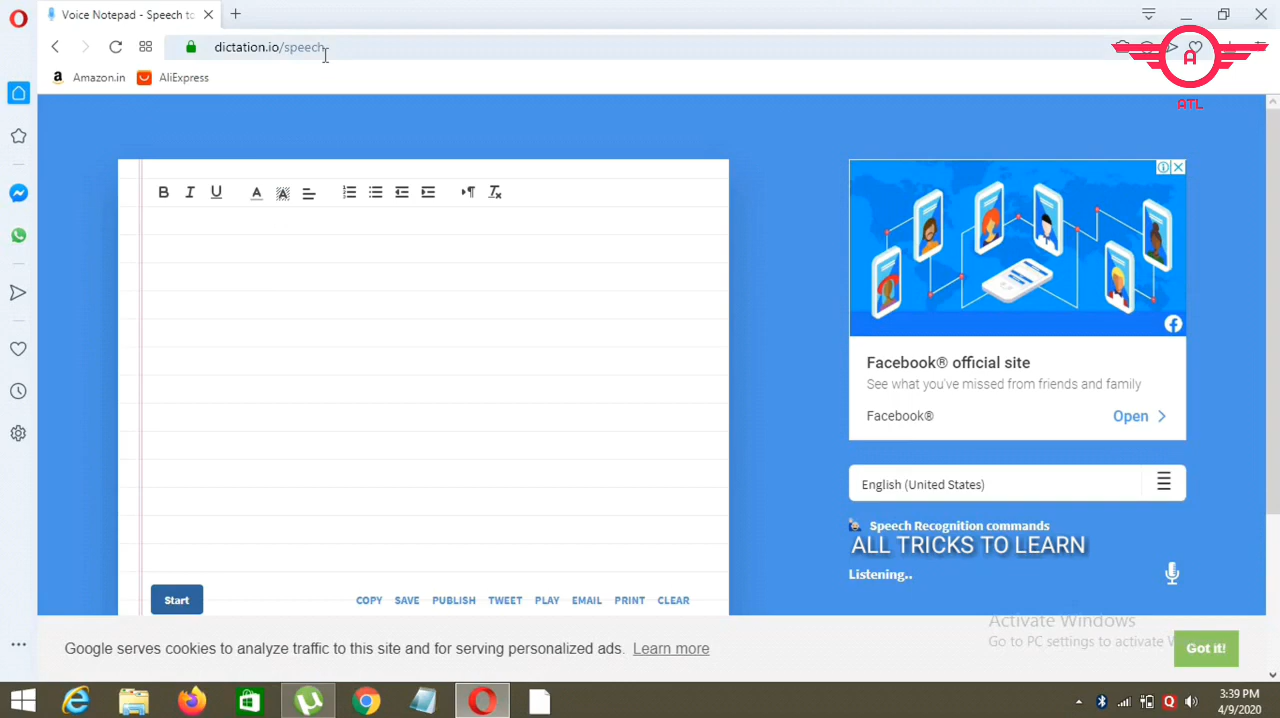 Voice Notepad - Speech to
dictation.io/speech
Amazon.in
AliExpress
A
ATL
Facebook® official site
See what you've missed from friends and family
Facebook®
Open
English (United States)
Speech Recognition commands
ALL TRICKS TO LEARN
Listening..
Start
COPY SAVE PUBLISH TWEET PLAY EMAIL PRINT CLEAR
Activate Windows
Go to PC settings to activate
Google serves cookies to analyze traffic to this site and for serving personalized ads. Learn more
Got it!
3:39 PM
4/9/2020